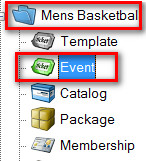 Mens Basketbal
Template
Event
Catalog
Package
Membership